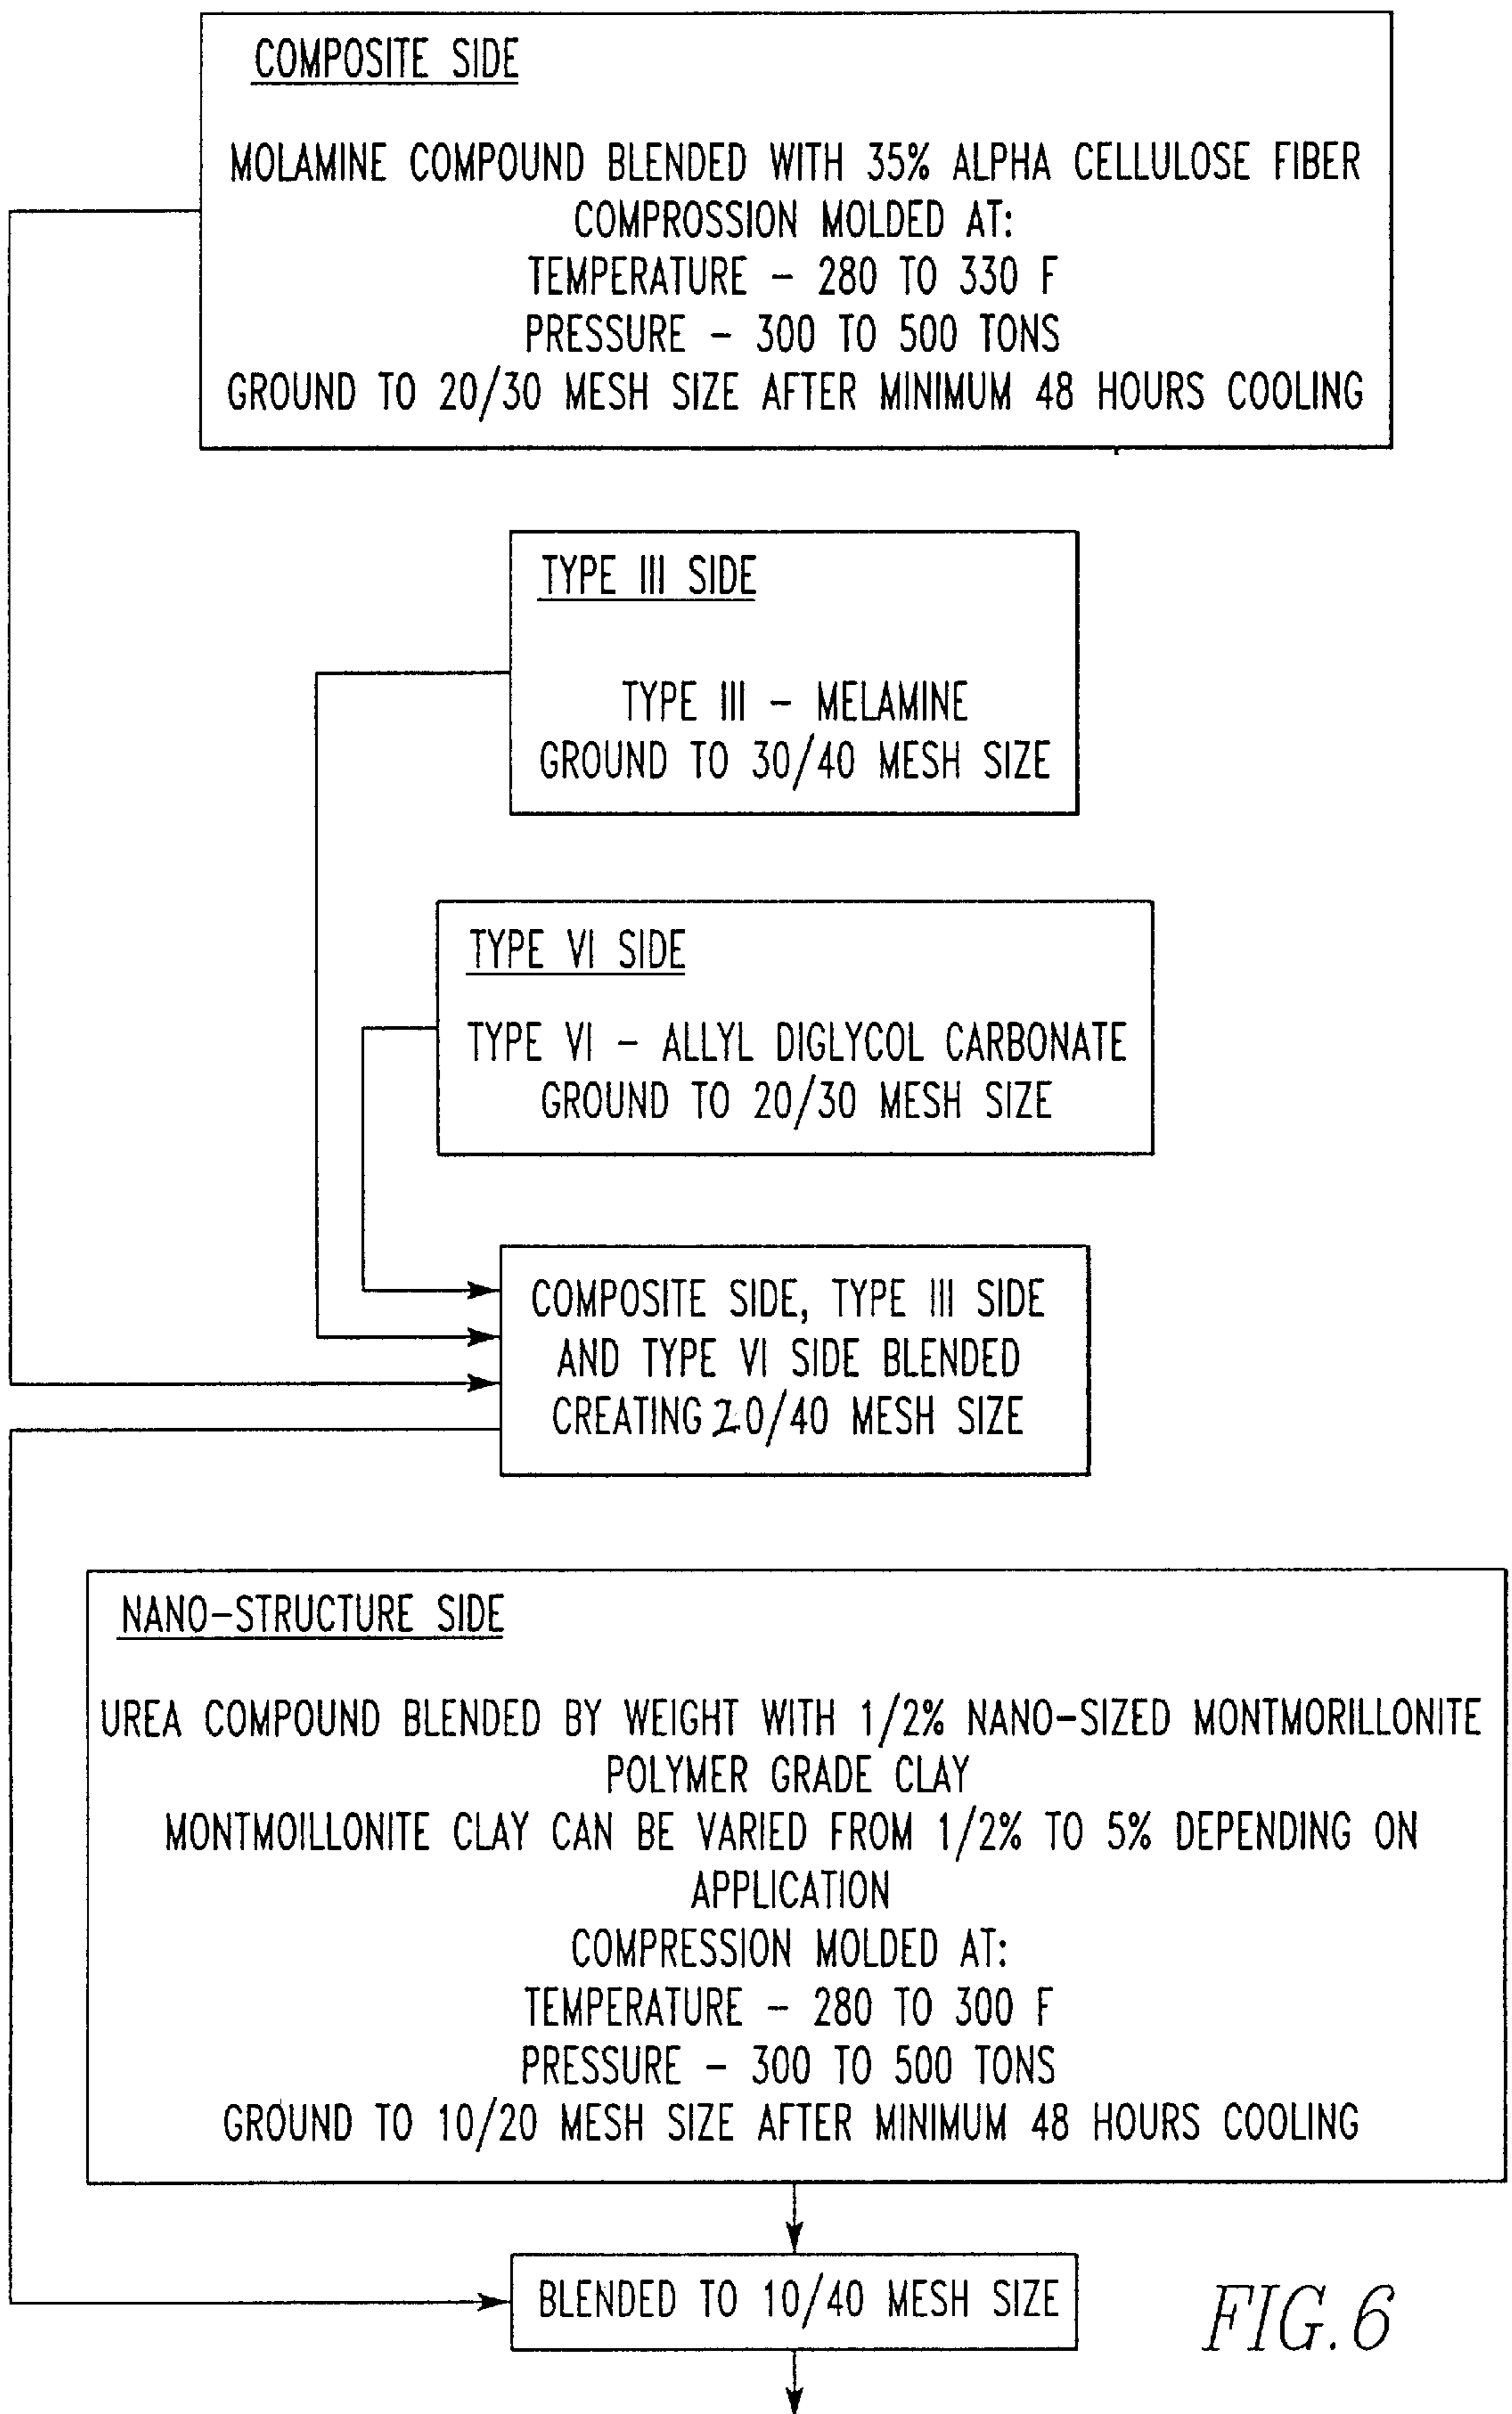 COMPOSITE SIDE
MOLAMINE COMPOUND BLENDED WITH 35% ALPHA CELLULOSE FIBER
COMPROSSION MOLDED AT:
TEMPERATURE – 280 TO 330 F
PRESSURE – 300 TO 500 TONS
GROUND TO 20/30 MESH SIZE AFTER MINIMUM 48 HOURS COOLING
TYPE III SIDE
TYPE III – MELAMINE
GROUND TO 30/40 MESH SIZE
TYPE VI SIDE
TYPE VI – ALLYL DIGLYCOL CARBONATE
GROUND TO 20/30 MESH SIZE
COMPOSITE SIDE, TYPE III SIDE
AND TYPE VI SIDE BLENDED
CREATING 20/40 MESH SIZE
NANO-STRUCTURE SIDE
UREA COMPOUND BLENDED BY WEIGHT WITH 1/2% NANO-SIZED MONTMORILLONITE
POLYMER GRADE CLAY
MONTMOILLONITE CLAY CAN BE VARIED FROM 1/2% TO 5% DEPENDING ON
APPLICATION
COMPRESSION MOLDED AT:
TEMPERATURE – 280 TO 300 F
PRESSURE – 300 TO 500 TONS
GROUND TO 10/20 MESH SIZE AFTER MINIMUM 48 HOURS COOLING
BLENDED TO 10/40 MESH SIZE
FIG. 6